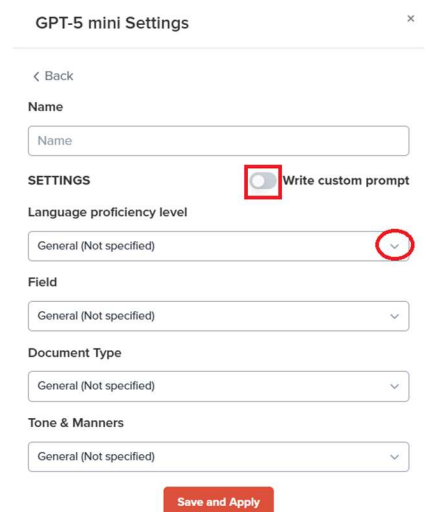 GPT-5 mini Settings
Back
Name
Name
SETTINGS Write custom prompt
Language proficiency level
General (Not specified)
Field
General (Not specified)
Document Type
General (Not specified)
Tone & Manners
General (Not specified)
Save and Apply